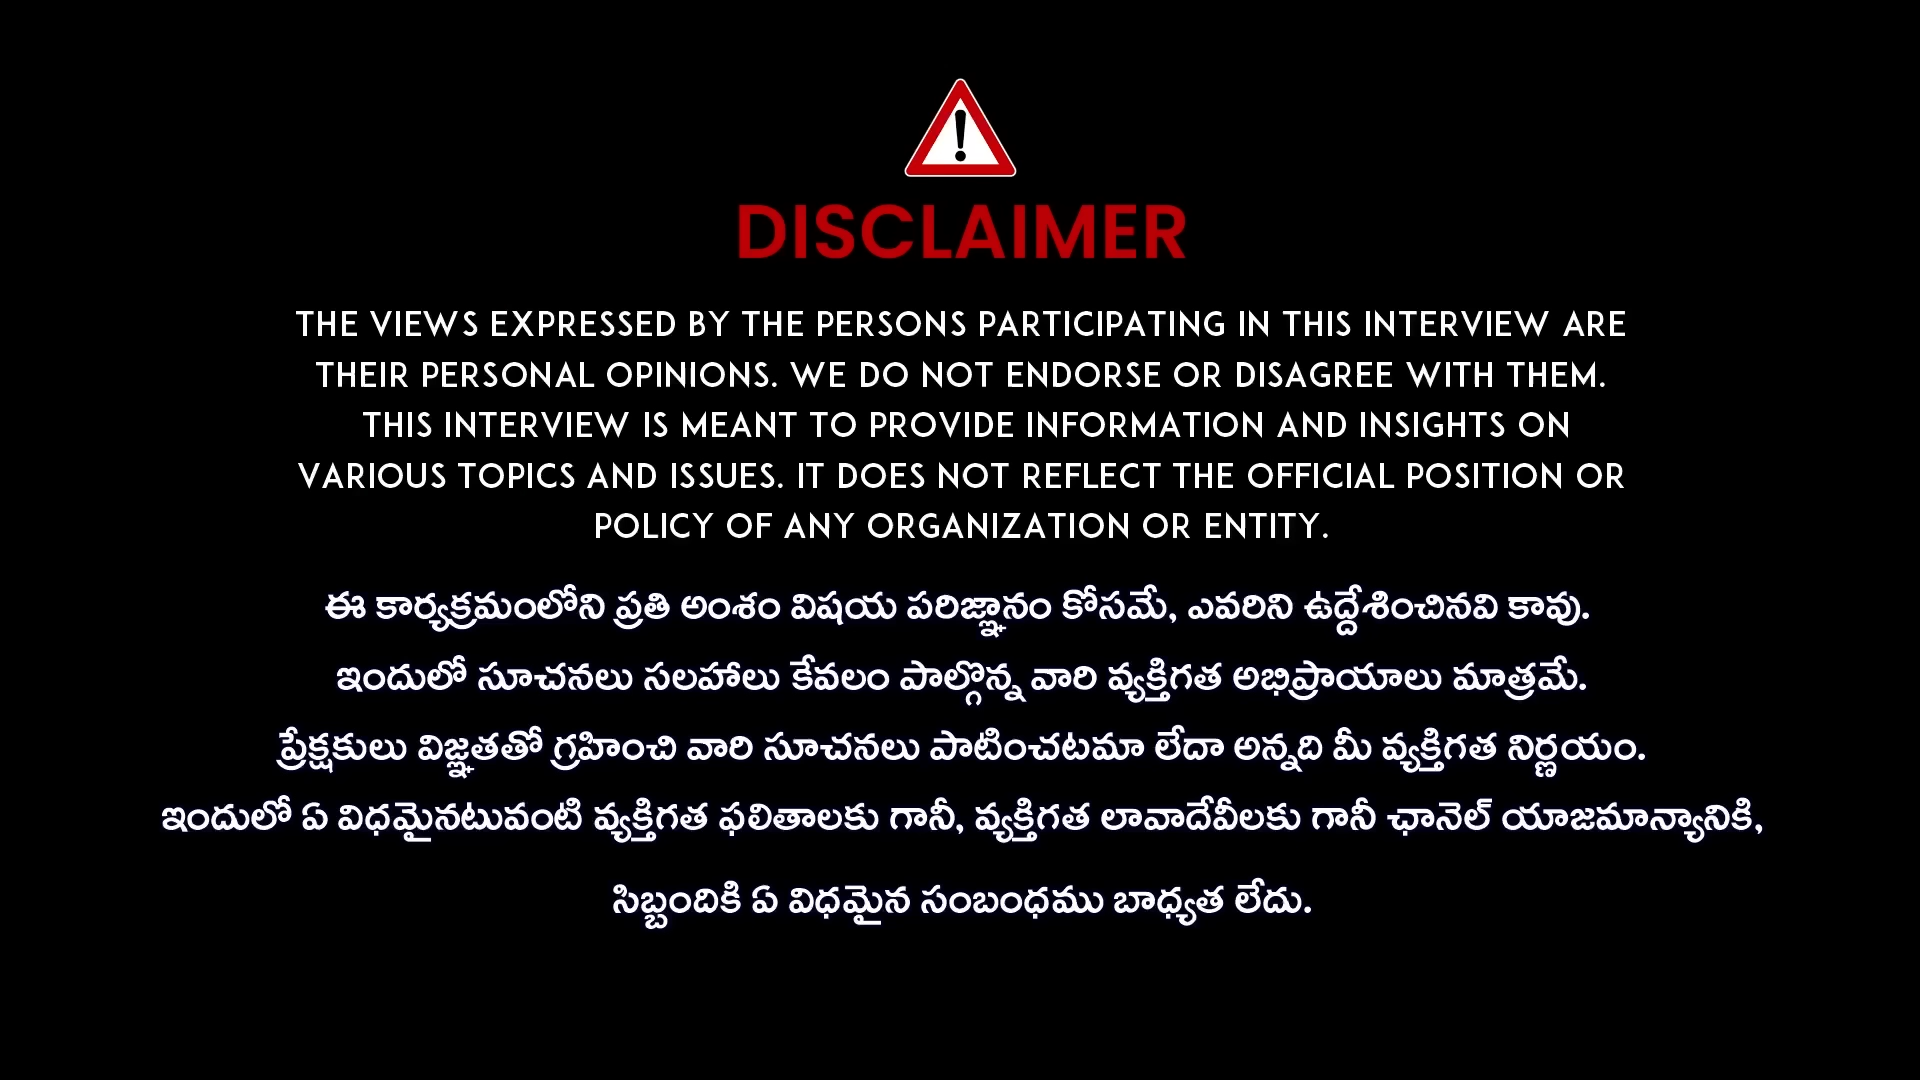 DISCLAIMER
THE VIEWS EXPRESSED BY THE PERSONS PARTICIPATING IN THIS INTERVIEW ARE
THEIR PERSONAL OPINIONS. WE DO NOT ENDORSE OR DISAGREE WITH THEM.
THIS INTERVIEW IS MEANT TO PROVIDE INFORMATION AND INSIGHTS ON
VARIOUS TOPICS AND ISSUES. IT DOES NOT REFLECT THE OFFICIAL POSITION OR
POLICY OF ANY ORGANIZATION OR ENTITY.
ఈ కార్యక్రమంలోని ప్రతి అంశం విషయ పరిజ్ఞానం కోసమే, ఎవరిని ఉద్దేశించినవి కావు.
ఇందులో సూచనలు సలహాలు కేవలం పాల్గొన్న వారి వ్యక్తిగత అభిప్రాయాలు మాత్రమే.
ప్రేక్షకులు విజ్ఞతతో గ్రహించి వారి సూచనలు పాటించటమా లేదా అన్నది మీ వ్యక్తిగత నిర్ణయం.
ఇందులో ఏ విధమైనటువంటి వ్యక్తిగత ఫలితాలకు గానీ, వ్యక్తిగత లావాదేవీలకు గానీ ఛానెల్ యాజమాన్యానికి,
సిబ్బందికి ఏ విధమైన సంబంధము బాధ్యత లేదు.